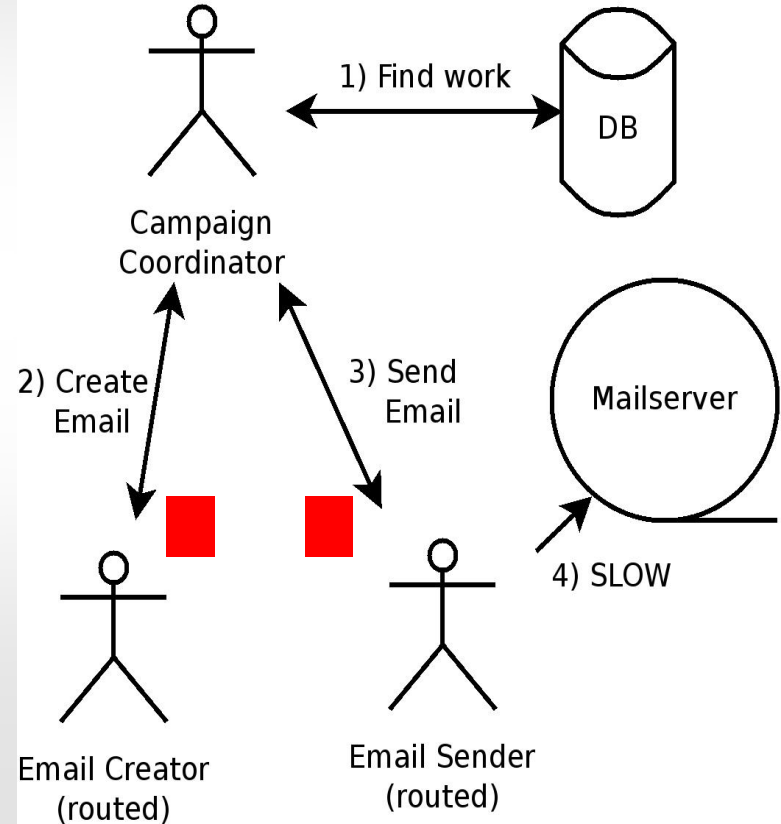 1) Find work
DB
Campaign
Coordinator
2) Create
Email
3) Send
Email
Mailserver
4) SLOW
Email Creator
(routed)
Email Sender
(routed)